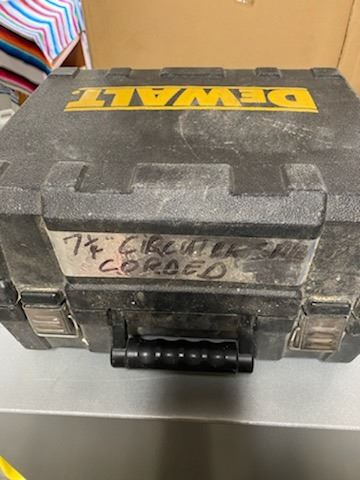 DEWALT.
7¼" CIRCULAR SAW
CORDED